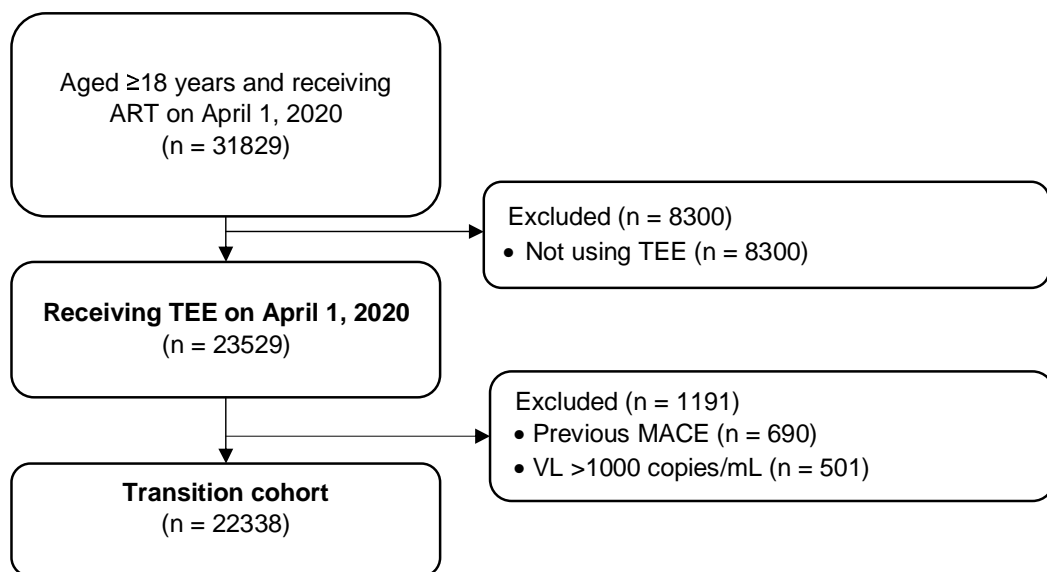 Aged ≥18 years and receiving
ART on April 1, 2020
(n = 31829)
Excluded (n = 8300)
• Not using TEE (n = 8300)
Receiving TEE on April 1, 2020
(n = 23529)
Excluded (n = 1191)
• Previous MACE (n = 690)
• VL >1000 copies/mL (n = 501)
Transition cohort
(n = 22338)